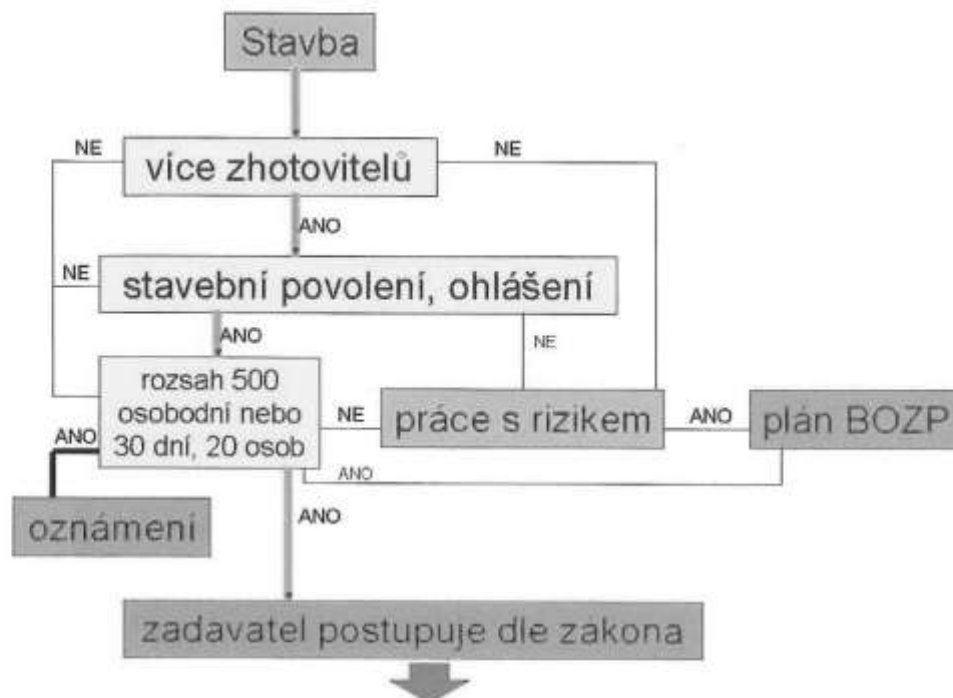 Stavba
NE
více zhotovitelů
NE
ANO
NE
stavební povolení, ohlášení
ANO
NE
rozsah 500
osobodní nebo
30 dní, 20 osob
NE
práce s rizikem
ANO
plán BOZP
ANO
ANO
oznámení
ANO
zadavatel postupuje dle zakona